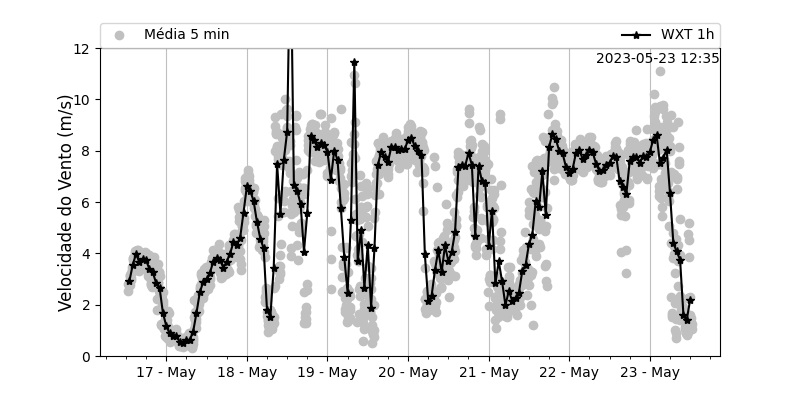 Média 5 min
WXT 1h
2023-05-23 12:35
12
10
8
6
4
2
0
Velocidade do Vento (m/s)
17 - May
18 - May
19 - May
20 - May
21 - May
22 - May
23 - May